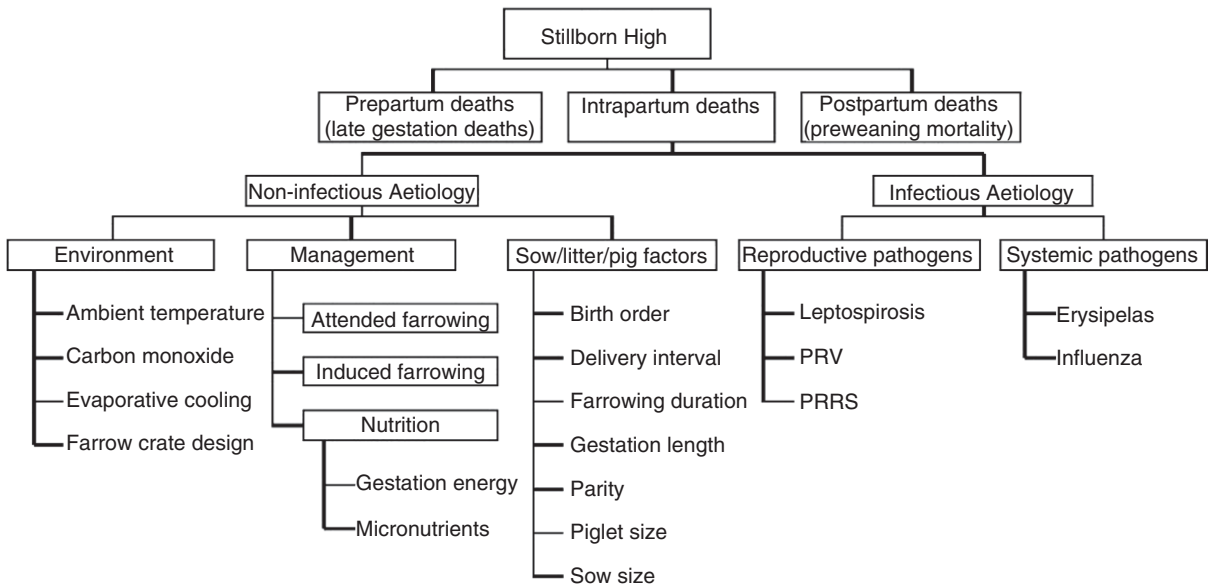 Stillborn High
Prepartum deaths
(late gestation deaths)
Intrapartum deaths
Postpartum deaths
(preweaning mortality)
Non-infectious Aetiology
Infectious Aetiology
Environment
Management
Sow/litter/pig factors
Reproductive pathogens
Systemic pathogens
Ambient temperature
Carbon monoxide
Evaporative cooling
Farrow crate design
Attended farrowing
Induced farrowing
Nutrition
Gestation energy
Micronutrients
Birth order
Delivery interval
Farrowing duration
Gestation length
Parity
Piglet size
Sow size
Leptospirosis
PRV
PRRS
Erysipelas
Influenza